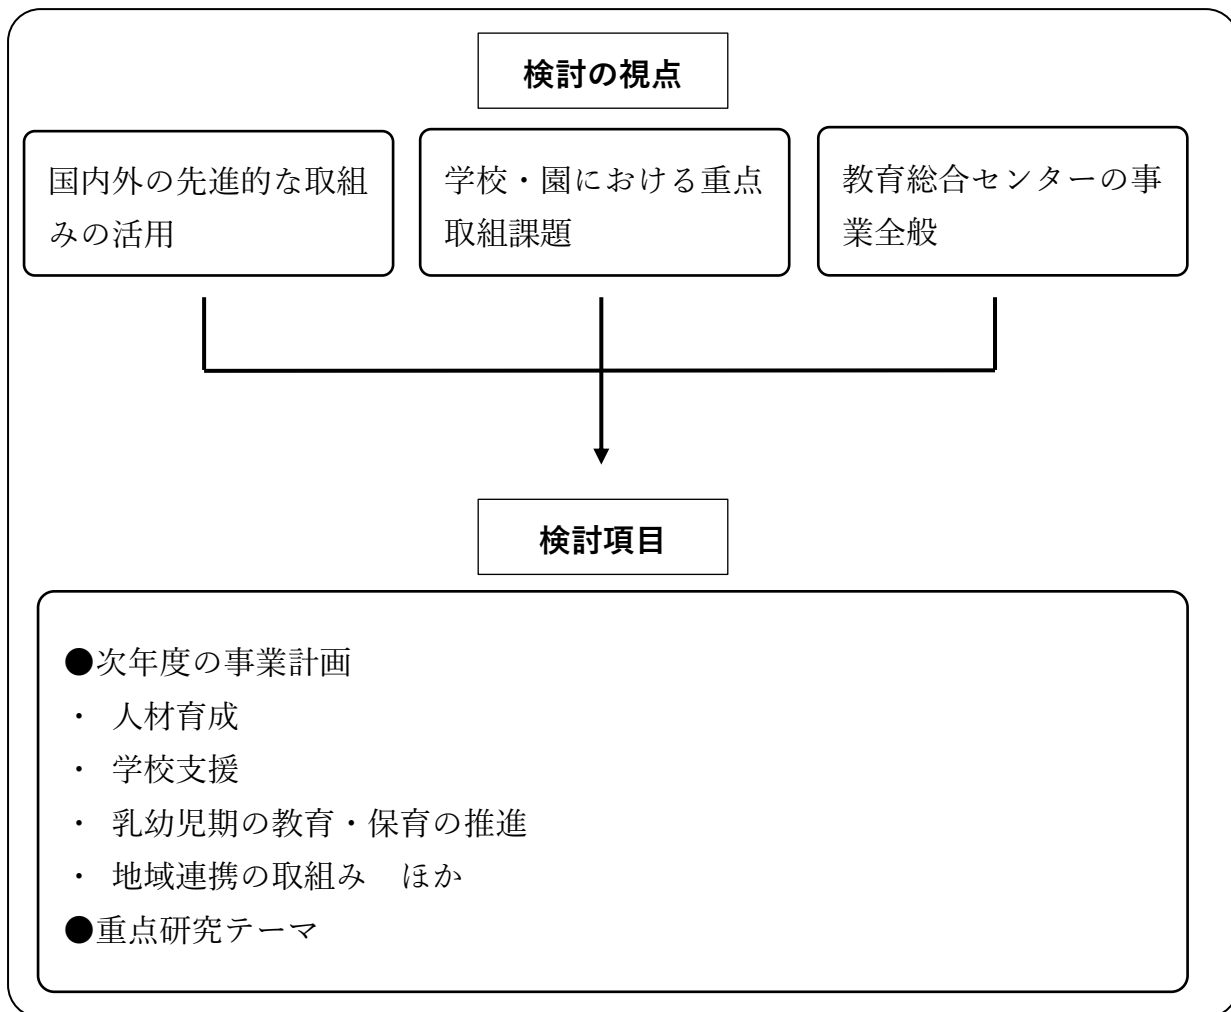 検討の視点
国内外の先進的な取組
みの活用
学校・園における重点
取組課題
教育総合センターの事
業全般
検討項目
●次年度の事業計画
・ 人材育成
・ 学校支援
・ 乳幼児期の教育・保育の推進
・ 地域連携の取組み　ほか
●重点研究テーマ